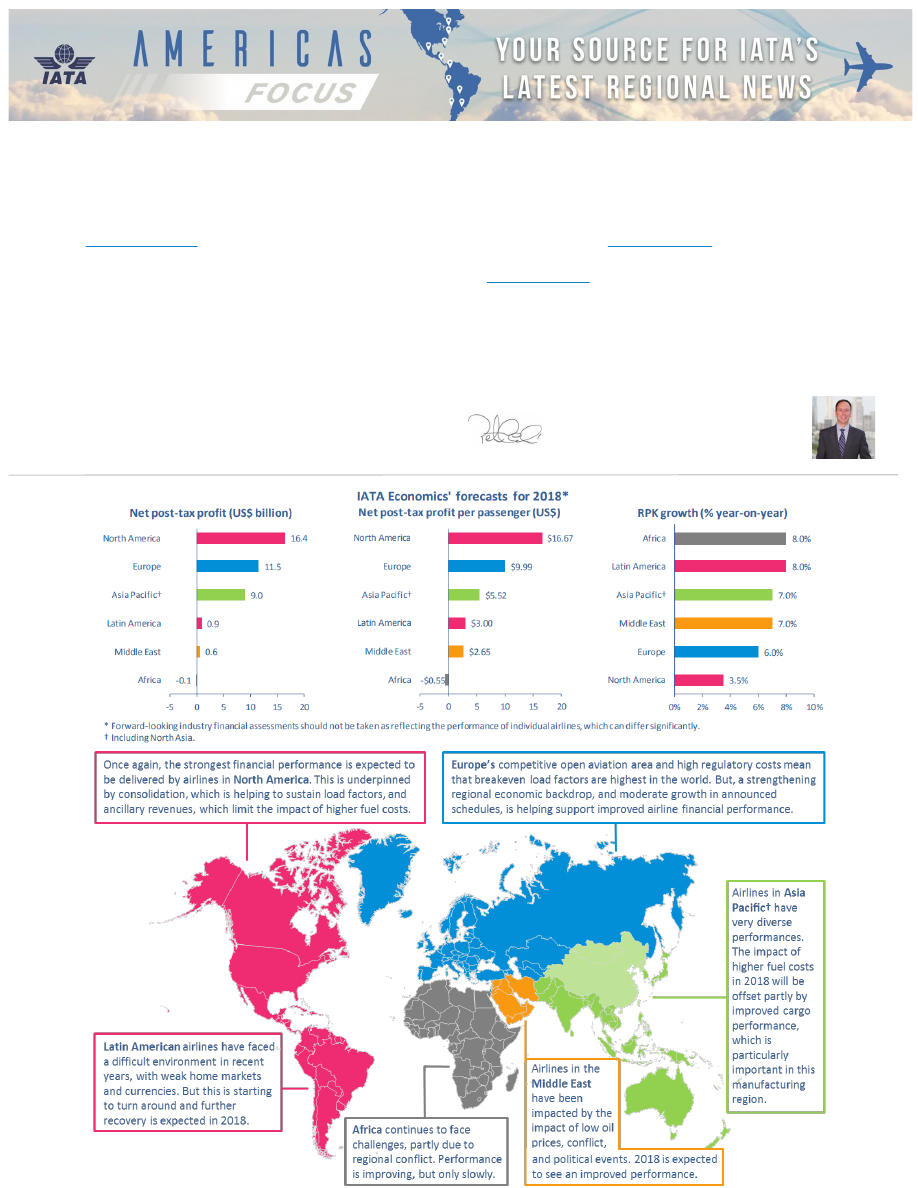 IATA
AMERICAS
FOCUS
YOUR SOURCE FOR IATA'S
LATEST REGIONAL NEWS
IATA Economics' forecasts for 2018*
Net post-tax profit (US$ billion)
North America 16.4
Europe 11.5
Asia Pacific† 9.0
Latin America 0.9
Middle East 0.6
Africa -0.1
-5 0 5 10 15 20
Net post-tax profit per passenger (US$)
North America $16.67
Europe $9.99
Asia Pacific† $5.52
Latin America $3.00
Middle East $2.65
Africa -$0.55
-5 0 5 10 15 20
RPK growth (% year-on-year)
Africa 8.0%
Latin America 8.0%
Asia Pacific† 7.0%
Middle East 7.0%
Europe 6.0%
North America 3.5%
0% 2% 4% 6% 8% 10%
* Forward-looking industry financial assessments should not be taken as reflecting the performance of individual airlines, which can differ significantly.
† Including North Asia.
Once again, the strongest financial performance is expected to
be delivered by airlines in North America. This is underpinned
by consolidation, which is helping to sustain load factors, and
ancillary revenues, which limit the impact of higher fuel costs.
Europe's competitive open aviation area and high regulatory costs mean
that breakeven load factors are highest in the world. But, a strengthening
regional economic backdrop, and moderate growth in announced
schedules, is helping support improved airline financial performance.
Airlines in Asia
Pacific† have
very diverse
performances.
The impact of
higher fuel costs
in 2018 will be
offset partly by
improved cargo
performance,
which is
particularly
important in this
manufacturing
region.
Latin American airlines have faced
a difficult environment in recent
years, with weak home markets
and currencies. But this is starting
to turn around and further
recovery is expected in 2018.
Africa continues to face
challenges, partly due to
regional conflict. Performance
is improving, but only slowly.
Airlines in the
Middle East
have been
impacted by the
impact of low oil
prices, conflict,
and political events. 2018 is expected
to see an improved performance.